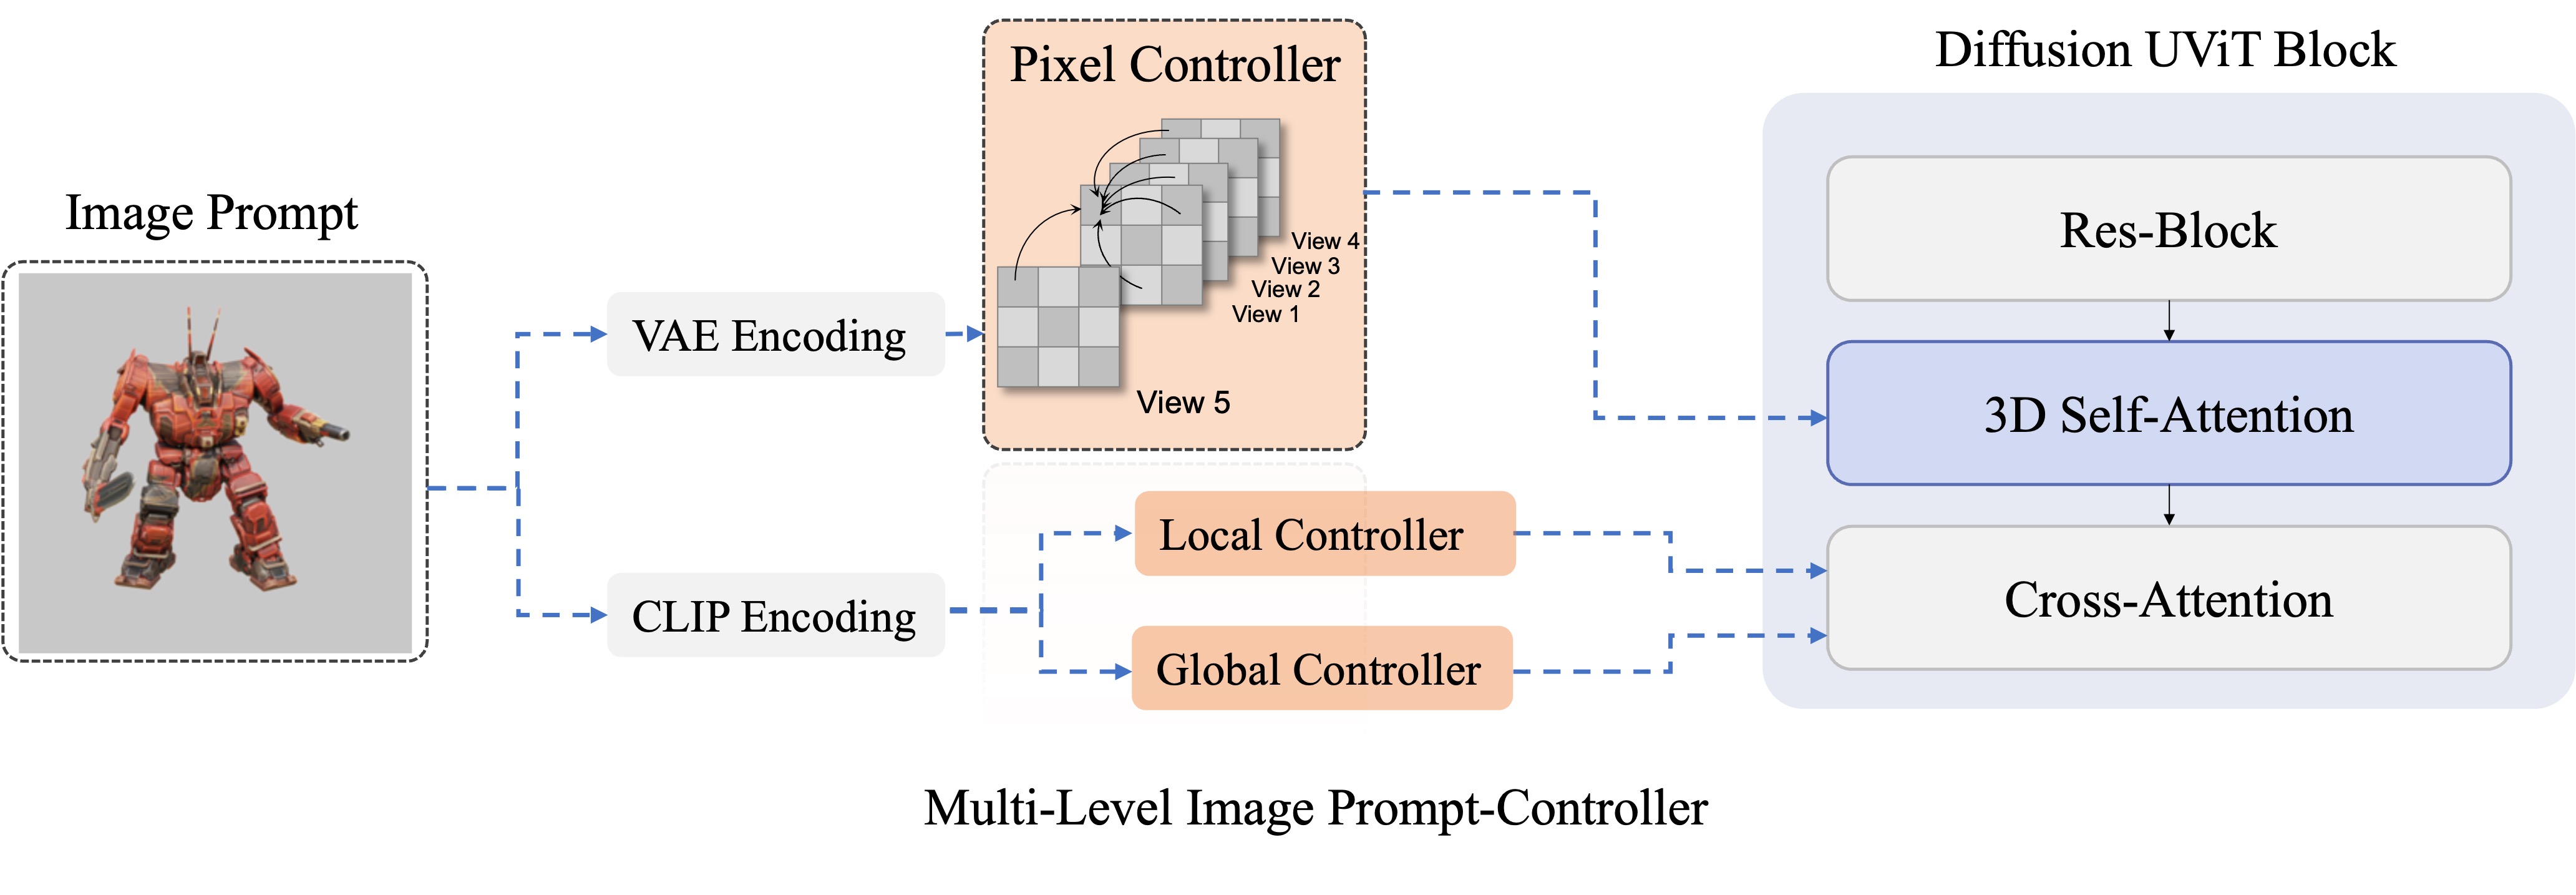 Image Prompt
VAE Encoding
CLIP Encoding
Pixel Controller
View 4
View 3
View 2
View 1
View 5
Local Controller
Global Controller
Diffusion UViT Block
Res-Block
3D Self-Attention
Cross-Attention
Multi-Level Image Prompt-Controller